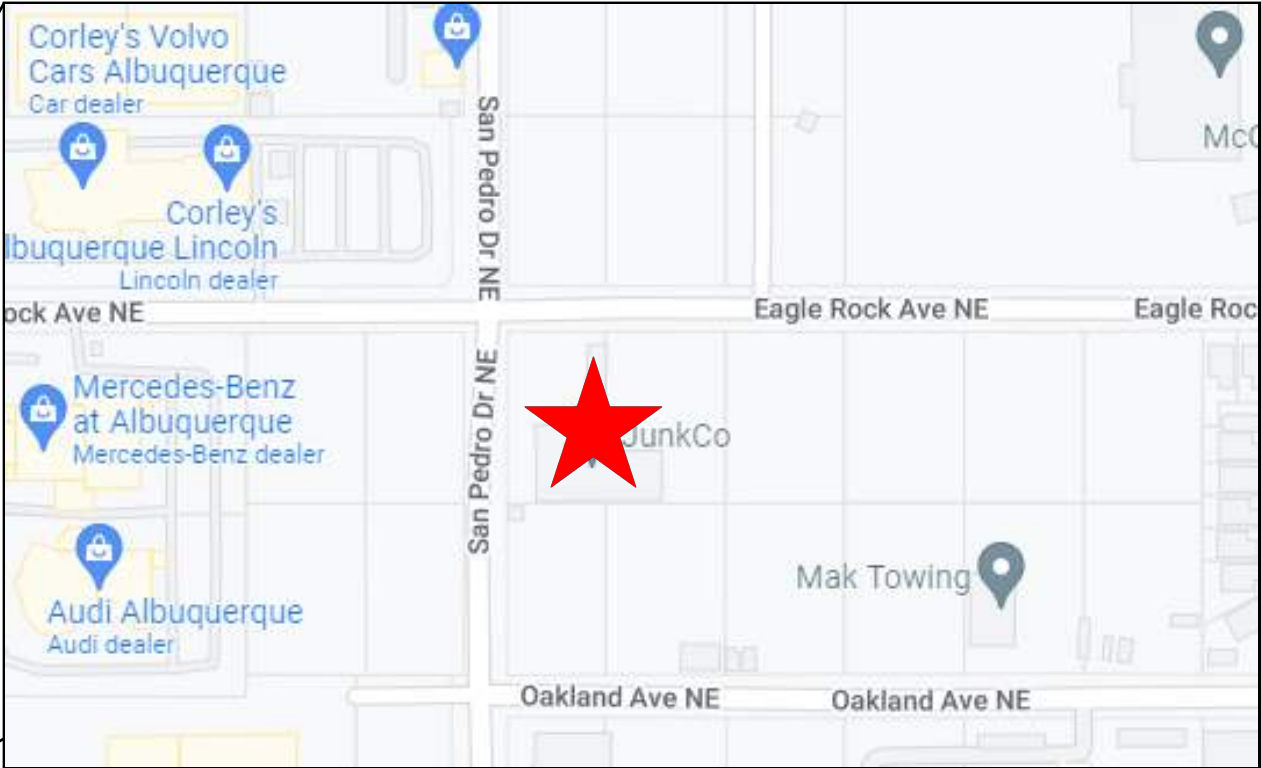 Corley's Volvo
Cars Albuquerque
Car dealer
San Pedro Dr NE
McC
Corley's
lbuquerque Lincoln
Lincoln dealer
ock Ave NE
Eagle Rock Ave NE
Eagle Roc
San Pedro Dr NE
Mercedes-Benz
at Albuquerque
Mercedes-Benz dealer
JunkCo
Mak Towing
Audi Albuquerque
Audi dealer
Oakland Ave NE
Oakland Ave NE